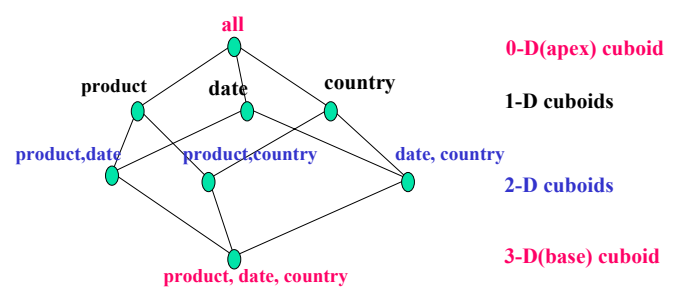 all
0-D(apex) cuboid
product
date
country
1-D cuboids
product,date
product,country
date, country
2-D cuboids
3-D(base) cuboid
product, date, country